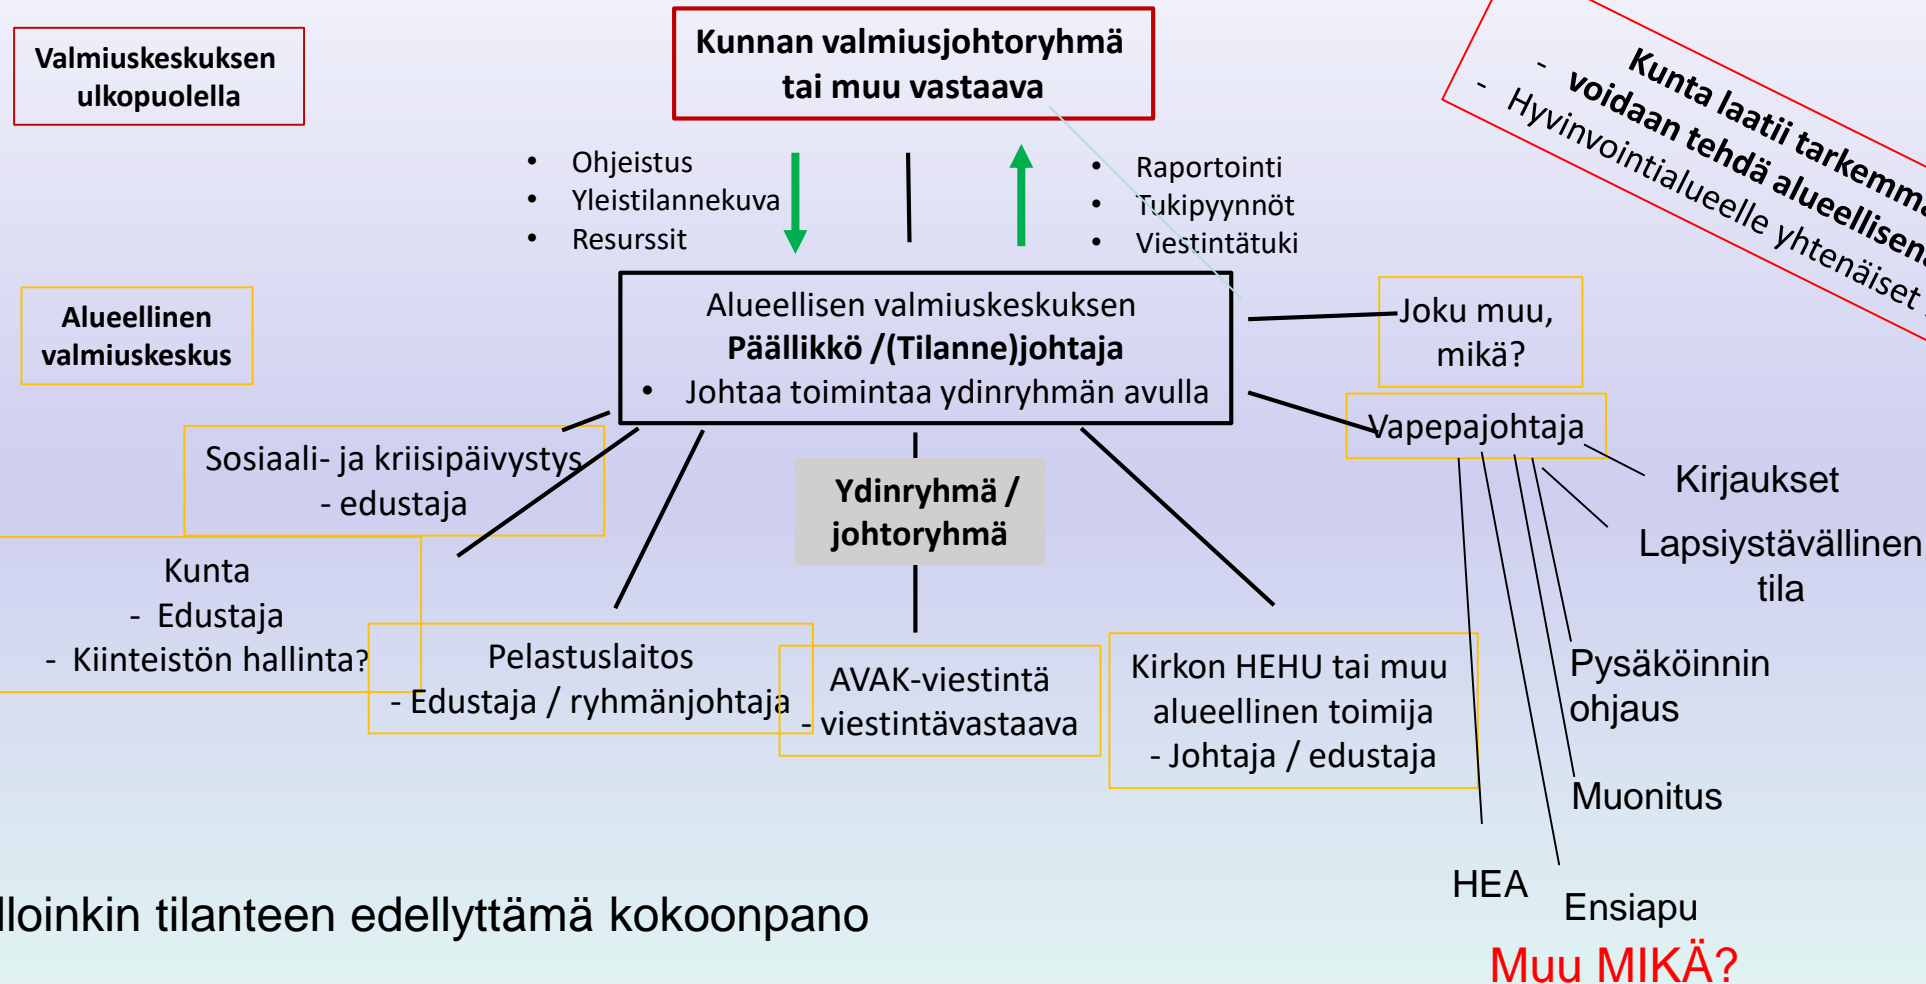 Valmiuskeskuksen
ulkopuolella
Kunnan valmiusjohtoryhmä
tai muu vastaava
Kunta laatii
- voidaan tehdä
- Hyvinvointialueelle yhtenäiset
• Ohjeistus
• Yleistilannekuva
• Resurssit
• Raportointi
• Tukipyynnöt
• Viestintätuki
Alueellinen
valmiuskeskus
Alueellisen valmiuskeskuksen
Päällikkö /(Tilanne)johtaja
• Johtaa toimintaa ydinryhmän avulla
Joku muu,
mikä?
Vapepajohtaja
Sosiaali- ja kriisipäivystys
- edustaja
Ydinryhmä /
johtoryhmä
Kirjaukset
Lapsiystävällinen
tila
Kunta
- Edustaja
- Kiinteistön hallinta?
Pelastuslaitos
- Edustaja / ryhmänjohtaja
AVAK-viestintä
- viestintävastaava
Kirkon HEHU tai muu
alueellinen toimija
- Johtaja / edustaja
Pysäköinnin
ohjaus
Muonitus
HEA
Ensiapu
Muu MIKÄ?
tilanteen edellyttämä kokoonpano